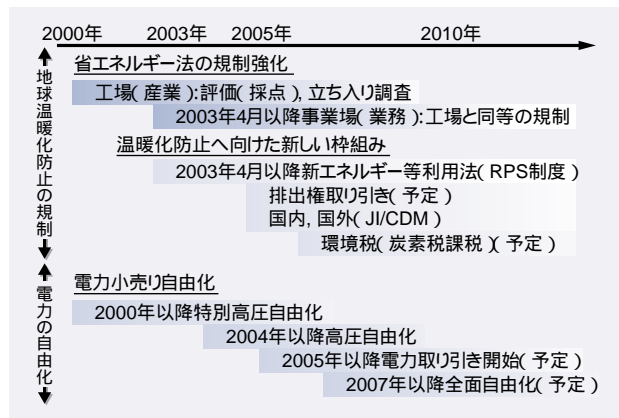 2000年 2003年 2005年 2010年
地球温暖化防止の規制
省エネルギー法の規制強化
工場(産業):評価(採点),立ち入り調査
2003年4月以降事業場(業務):工場と同等の規制
温暖化防止へ向けた新しい枠組み
2003年4月以降新エネルギー等利用法(RPS制度)
排出権取り引き(予定)
国内,国外(JI/CDM)
環境税(炭素税課税)(予定)
電力の自由化
電力小売り自由化
2000年以降特別高圧自由化
2004年以降高圧自由化
2005年以降電力取り引き開始(予定)
2007年以降全面自由化(予定)